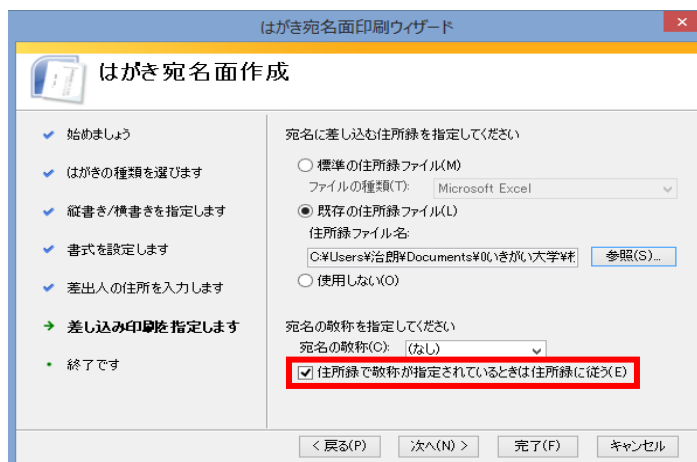 はがき宛名面印刷ウィザード
はがき宛名面作成
始めましょう
はがきの種類を選びます
縦書き/横書きを指定します
書式を設定します
差出人の住所を入力します
差し込み印刷を指定します
終了です
宛名に差し込む住所録を指定してください
標準の住所録ファイル(M)
ファイルの種類(T): Microsoft Excel
既存の住所録ファイル(L)
住所録ファイル名:
C:¥Users¥治朗¥Documents¥0いきがい大学¥ 参照(S)...
使用しない(O)
宛名の敬称を指定してください
宛名の敬称(C): (なし)
住所録で敬称が指定されているときは住所録に従う(E)
< 戻る(P) 次へ(N) > 完了(F) キャンセル